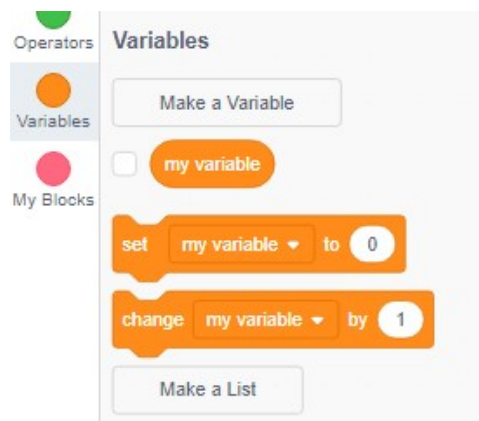 Operators
Variables
My Blocks
Variables
Make a Variable
my variable
set my variable to 0
change my variable by 1
Make a List